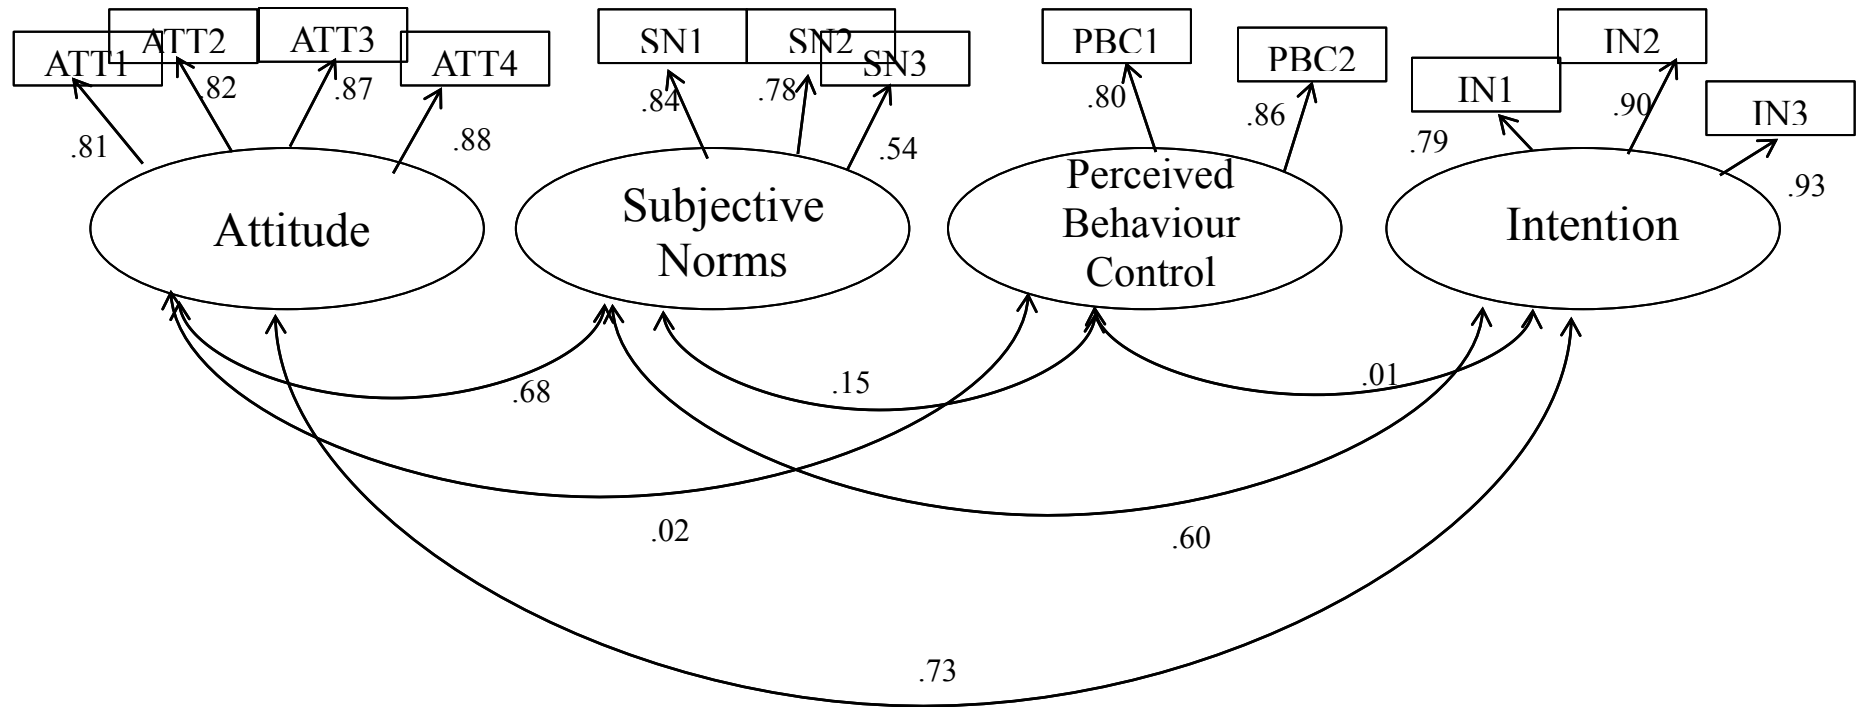 ATT1
ATT2
ATT3
ATT4
SN1
SN2
SN3
PBC1
PBC2
IN1
IN2
IN3
.81
.82
.87
.88
.84
.78
.54
.80
.86
.79
.90
.93
Attitude
Subjective
Norms
Perceived
Behaviour
Control
Intention
.68
.15
.01
.02
.60
.73